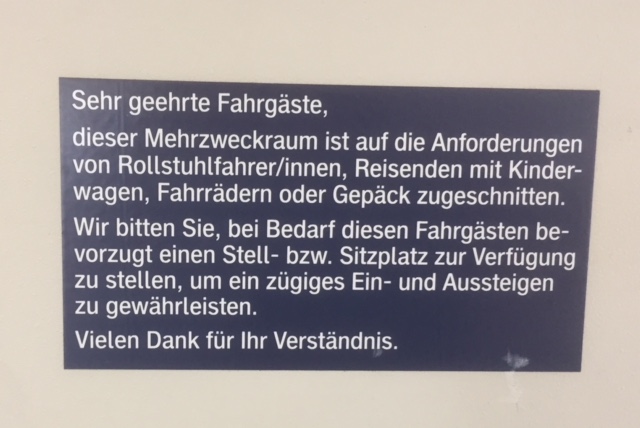 Sehr geehrte Fahrgäste,
dieser Mehrzweckraum ist auf die Anforderungen
von Rollstuhlfahrer/innen, Reisenden mit Kinder-
wagen, Fahrrädern oder Gepäck zugeschnitten.
Wir bitten Sie, bei Bedarf diesen Fahrgästen be-
vorzugt einen Stell- bzw. Sitzplatz zur Verfügung
zu stellen, um ein zügiges Ein- und Aussteigen
zu gewährleisten.
Vielen Dank für Ihr Verständnis.